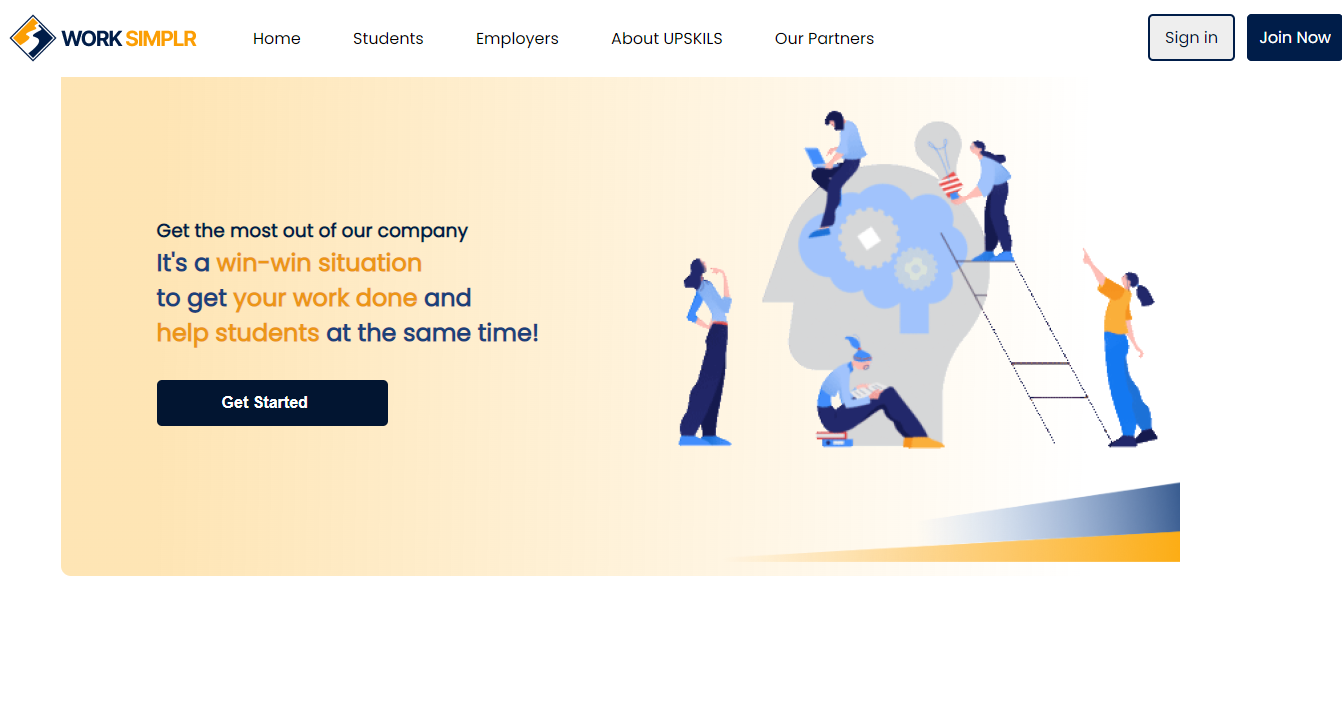 WORK SIMPLR
Home
Students
Employers
About UPSKILS
Our Partners
Sign in
Join Now
Get the most out of our company
It's a win-win situation
to get your work done and
help students at the same time!
Get Started